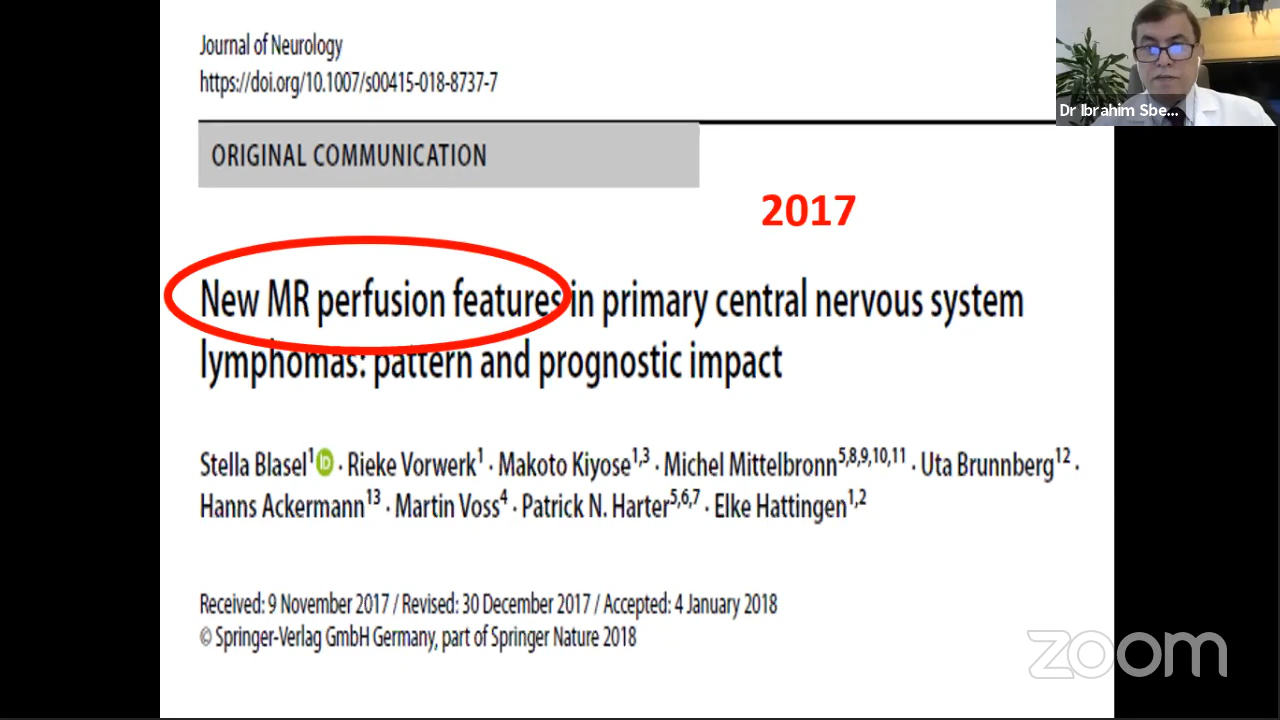 Journal of Neurology
https://doi.org/10.1007/s00415-018-8737-7
ORIGINAL COMMUNICATION
2017
New MR perfusion features in primary central nervous system
lymphomas: pattern and prognostic impact
Stella Blasel1 iD · Rieke Vorwerk1 · Makoto Kiyose1,3 · Michel Mittelbronn5,8,9,10,11 · Uta Brunnberg12 ·
Hanns Ackermann13 · Martin Voss4 · Patrick N. Harter5,6,7 · Elke Hattingen1,2
Received: 9 November 2017 / Revised: 30 December 2017 / Accepted: 4 January 2018
© Springer-Verlag GmbH Germany, part of Springer Nature 2018
Dr Ibrahim Sbe...
zoom